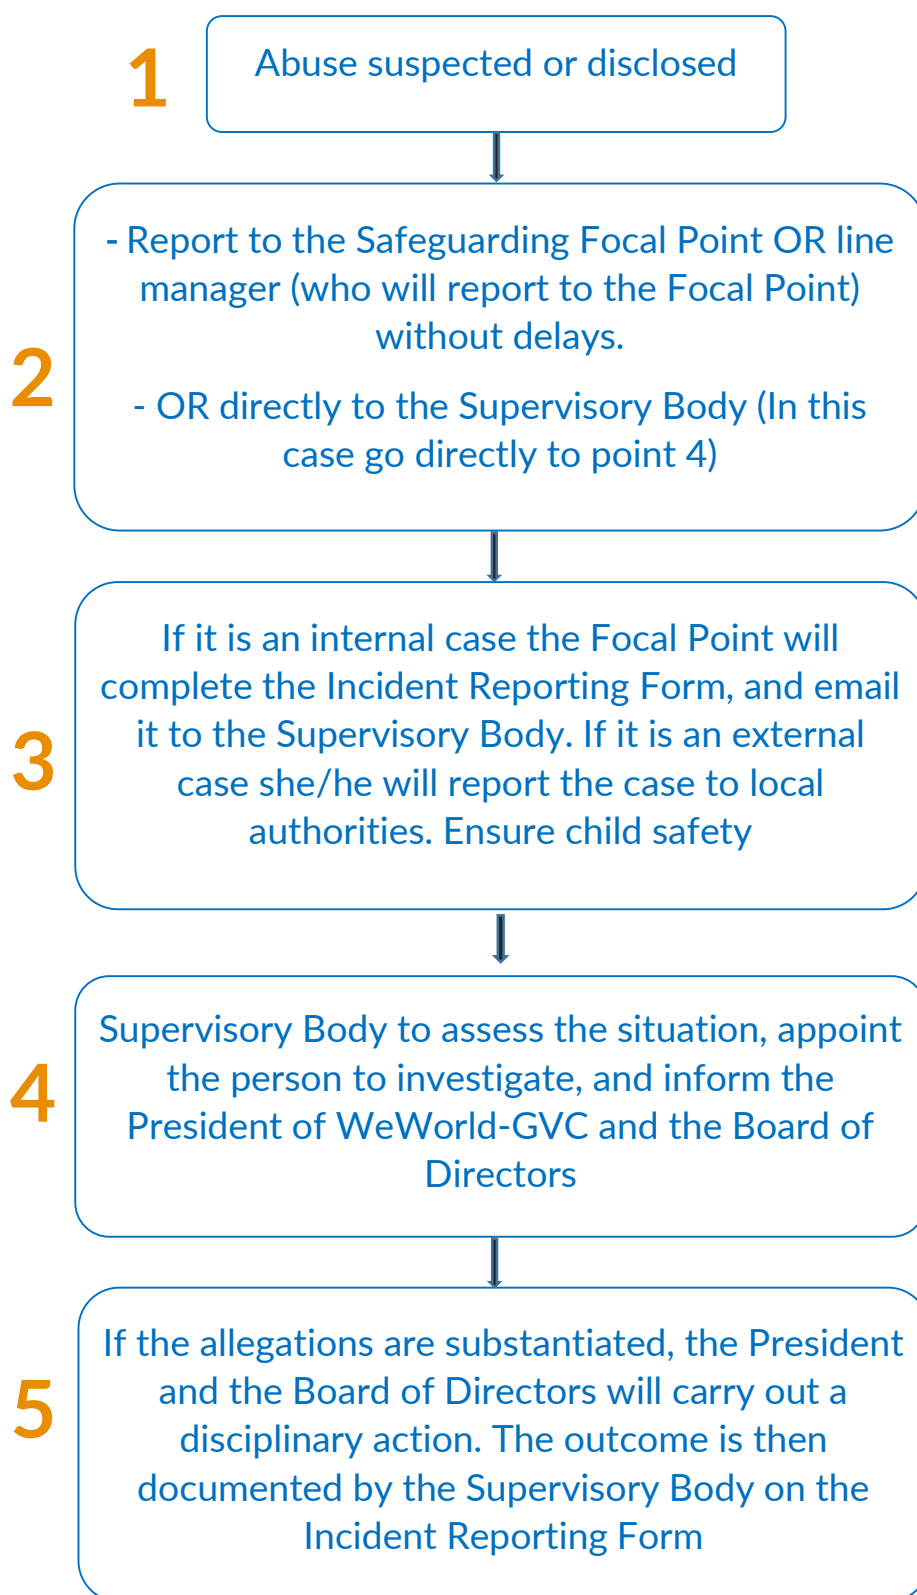 1
Abuse suspected or disclosed
2
- Report to the Safeguarding Focal Point OR line
manager (who will report to the Focal Point)
without delays.
- OR directly to the Supervisory Body (In this
case go directly to point 4)
3
If it is an internal case the Focal Point will
complete the Incident Reporting Form, and email
it to the Supervisory Body. If it is an external
case she/he will report the case to local
authorities. Ensure child safety
4
Supervisory Body to assess the situation, appoint
the person to investigate, and inform the
President of WeWorld-GVC and the Board of
Directors
5
If the allegations are substantiated, the President
and the Board of Directors will carry out a
disciplinary action. The outcome is then
documented by the Supervisory Body on the
Incident Reporting Form